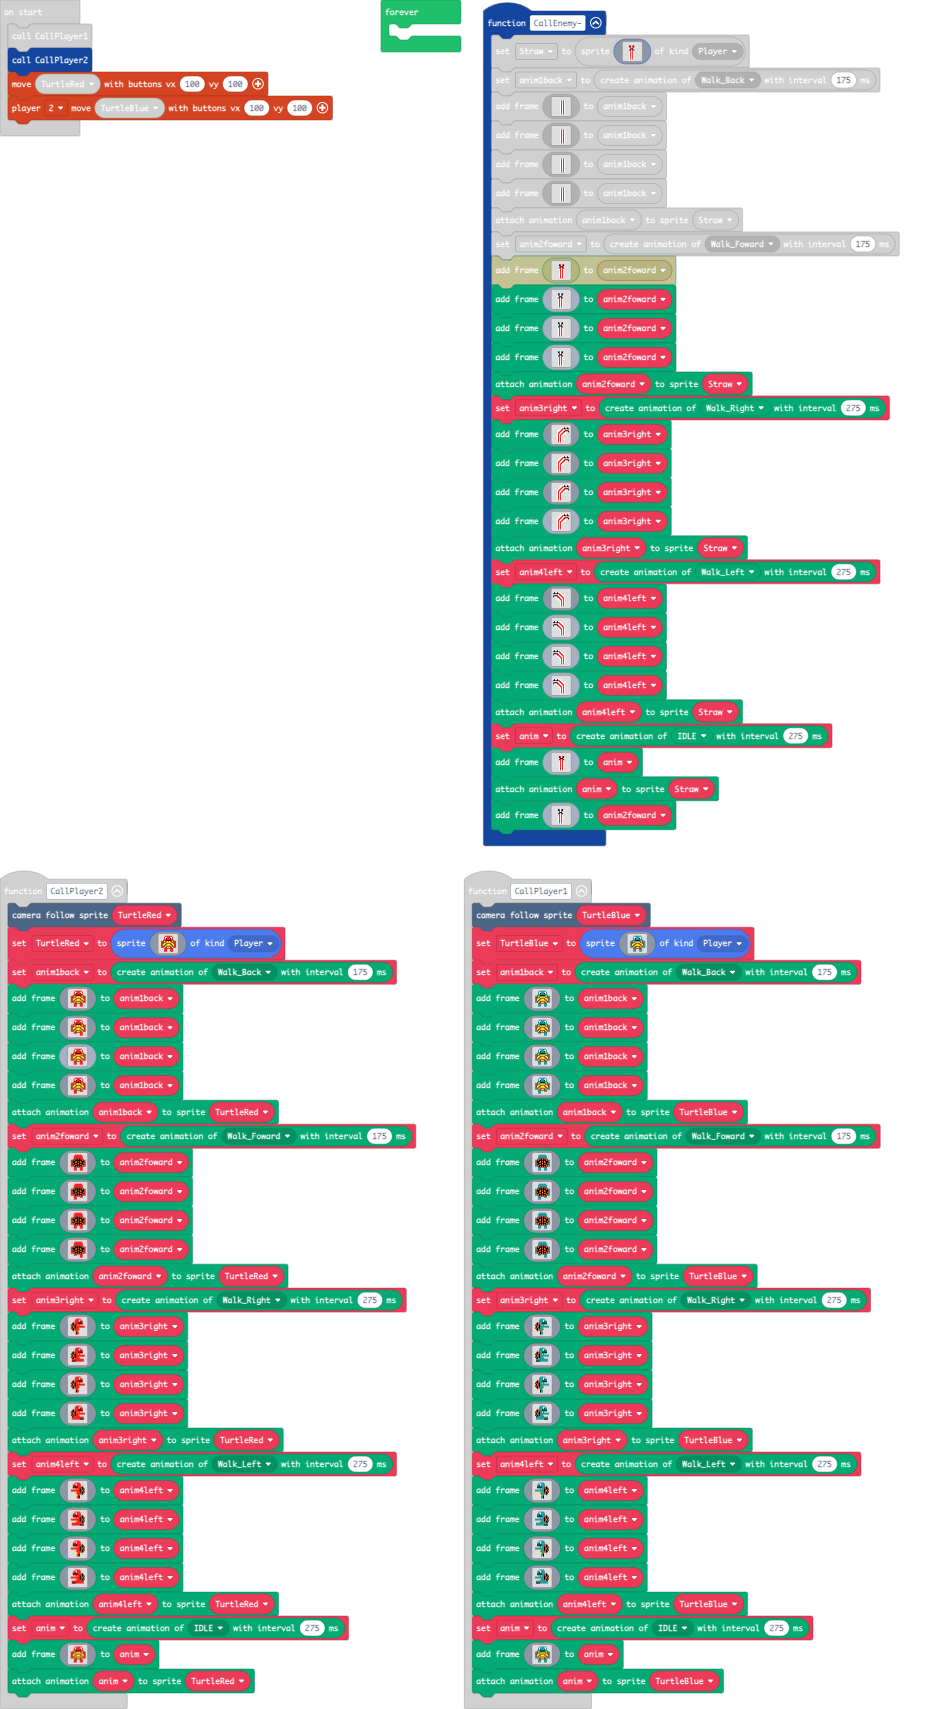 on start
call CallPlayer1
call CallPlayer2
move TurtleRed with buttons vx 100 vy 100
player 2 move TurtleBlue with buttons vx 100 vy 100
forever
function CallEnemy-
set Straw to sprite of kind Player
set anim1back to create animation of Walk_Back with interval 175 ms
add frame to anim1back
add frame to anim1back
add frame to anim1back
add frame to anim1back
attach animation anim1back to sprite Straw
set anim2foward to create animation of Walk_Foward with interval 175 ms
add frame to anim2foward
add frame to anim2foward
add frame to anim2foward
add frame to anim2foward
attach animation anim2foward to sprite Straw
set anim3right to create animation of Walk_Right with interval 275 ms
add frame to anim3right
add frame to anim3right
add frame to anim3right
add frame to anim3right
attach animation anim3right to sprite Straw
set anim4left to create animation of Walk_Left with interval 275 ms
add frame to anim4left
add frame to anim4left
add frame to anim4left
add frame to anim4left
attach animation anim4left to sprite Straw
set anim to create animation of IDLE with interval 275 ms
add frame to anim
attach animation anim to sprite Straw
add frame to anim2foward
function CallPlayer2
camera follow sprite TurtleRed
set TurtleRed to sprite of kind Player
set anim1back to create animation of Walk_Back with interval 175 ms
add frame to anim1back
add frame to anim1back
add frame to anim1back
add frame to anim1back
attach animation anim1back to sprite TurtleRed
set anim2foward to create animation of Walk_Foward with interval 175 ms
add frame to anim2foward
add frame to anim2foward
add frame to anim2foward
add frame to anim2foward
attach animation anim2foward to sprite TurtleRed
set anim3right to create animation of Walk_Right with interval 275 ms
add frame to anim3right
add frame to anim3right
add frame to anim3right
add frame to anim3right
attach animation anim3right to sprite TurtleRed
set anim4left to create animation of Walk_Left with interval 275 ms
add frame to anim4left
add frame to anim4left
add frame to anim4left
add frame to anim4left
attach animation anim4left to sprite TurtleRed
set anim to create animation of IDLE with interval 275 ms
add frame to anim
attach animation anim to sprite TurtleRed
function CallPlayer1
camera follow sprite TurtleBlue
set TurtleBlue to sprite of kind Player
set anim1back to create animation of Walk_Back with interval 175 ms
add frame to anim1back
add frame to anim1back
add frame to anim1back
add frame to anim1back
attach animation anim1back to sprite TurtleBlue
set anim2foward to create animation of Walk_Foward with interval 175 ms
add frame to anim2foward
add frame to anim2foward
add frame to anim2foward
add frame to anim2foward
attach animation anim2foward to sprite TurtleBlue
set anim3right to create animation of Walk_Right with interval 275 ms
add frame to anim3right
add frame to anim3right
add frame to anim3right
add frame to anim3right
attach animation anim3right to sprite TurtleBlue
set anim4left to create animation of Walk_Left with interval 275 ms
add frame to anim4left
add frame to anim4left
add frame to anim4left
add frame to anim4left
attach animation anim4left to sprite TurtleBlue
set anim to create animation of IDLE with interval 275 ms
add frame to anim
attach animation anim to sprite TurtleBlue